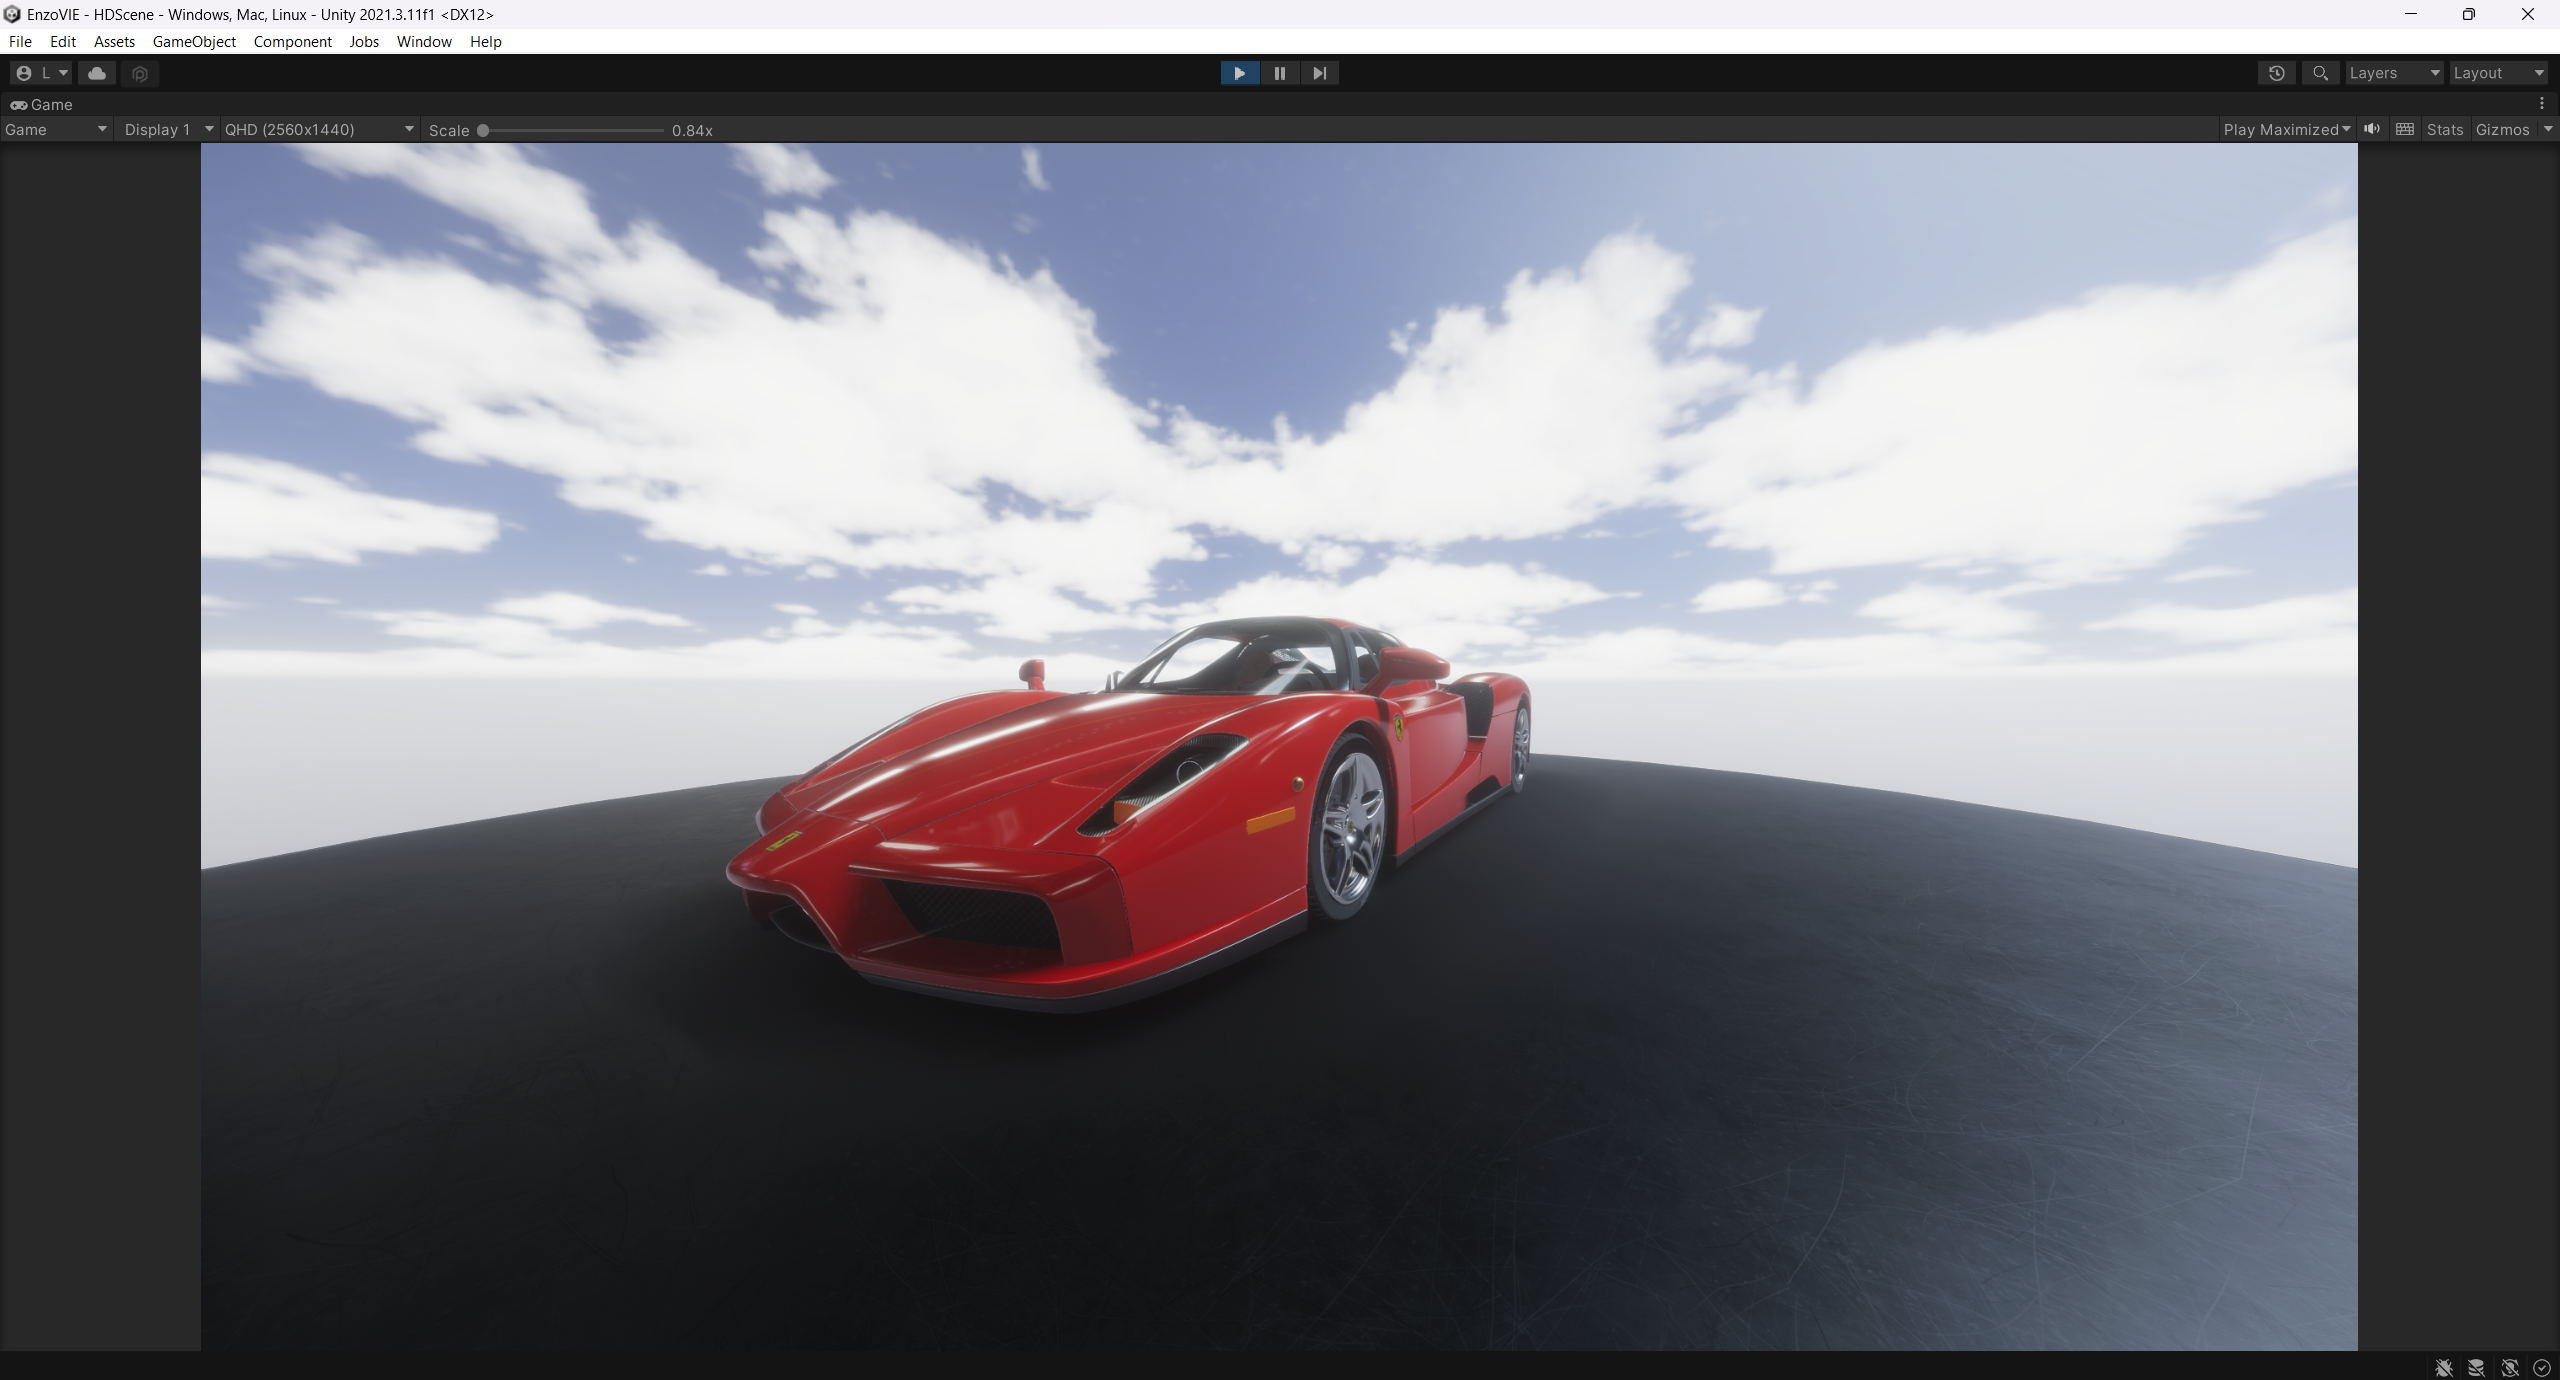 EnzoVIE - HDScene - Windows, Mac, Linux - Unity 2021.3.11f1 <DX12>
File Edit Assets GameObject Component Jobs Window Help
L Layers Layout
Game
Game Display 1 QHD (2560x1440) Scale 0.84x Play Maximized Stats Gizmos